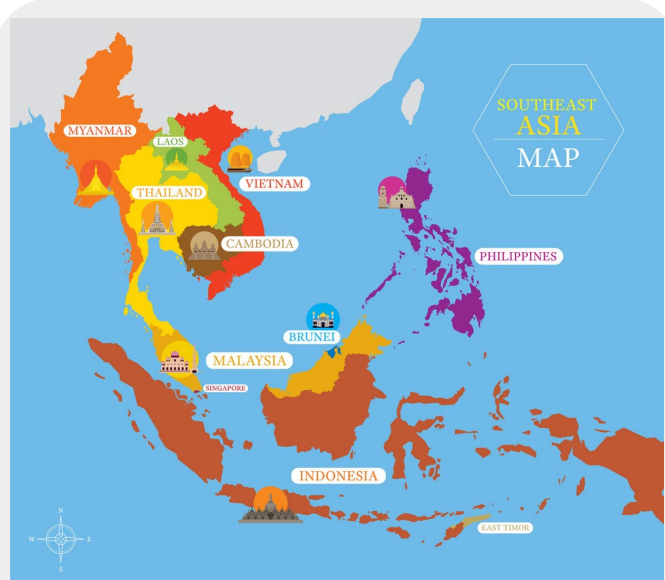 SOUTHEAST
ASIA
MAP
MYANMAR
LAOS
VIETNAM
THAILAND
CAMBODIA
PHILIPPINES
BRUNEI
MALAYSIA
SINGAPORE
INDONESIA
EAST TIMOR
N
W E
S